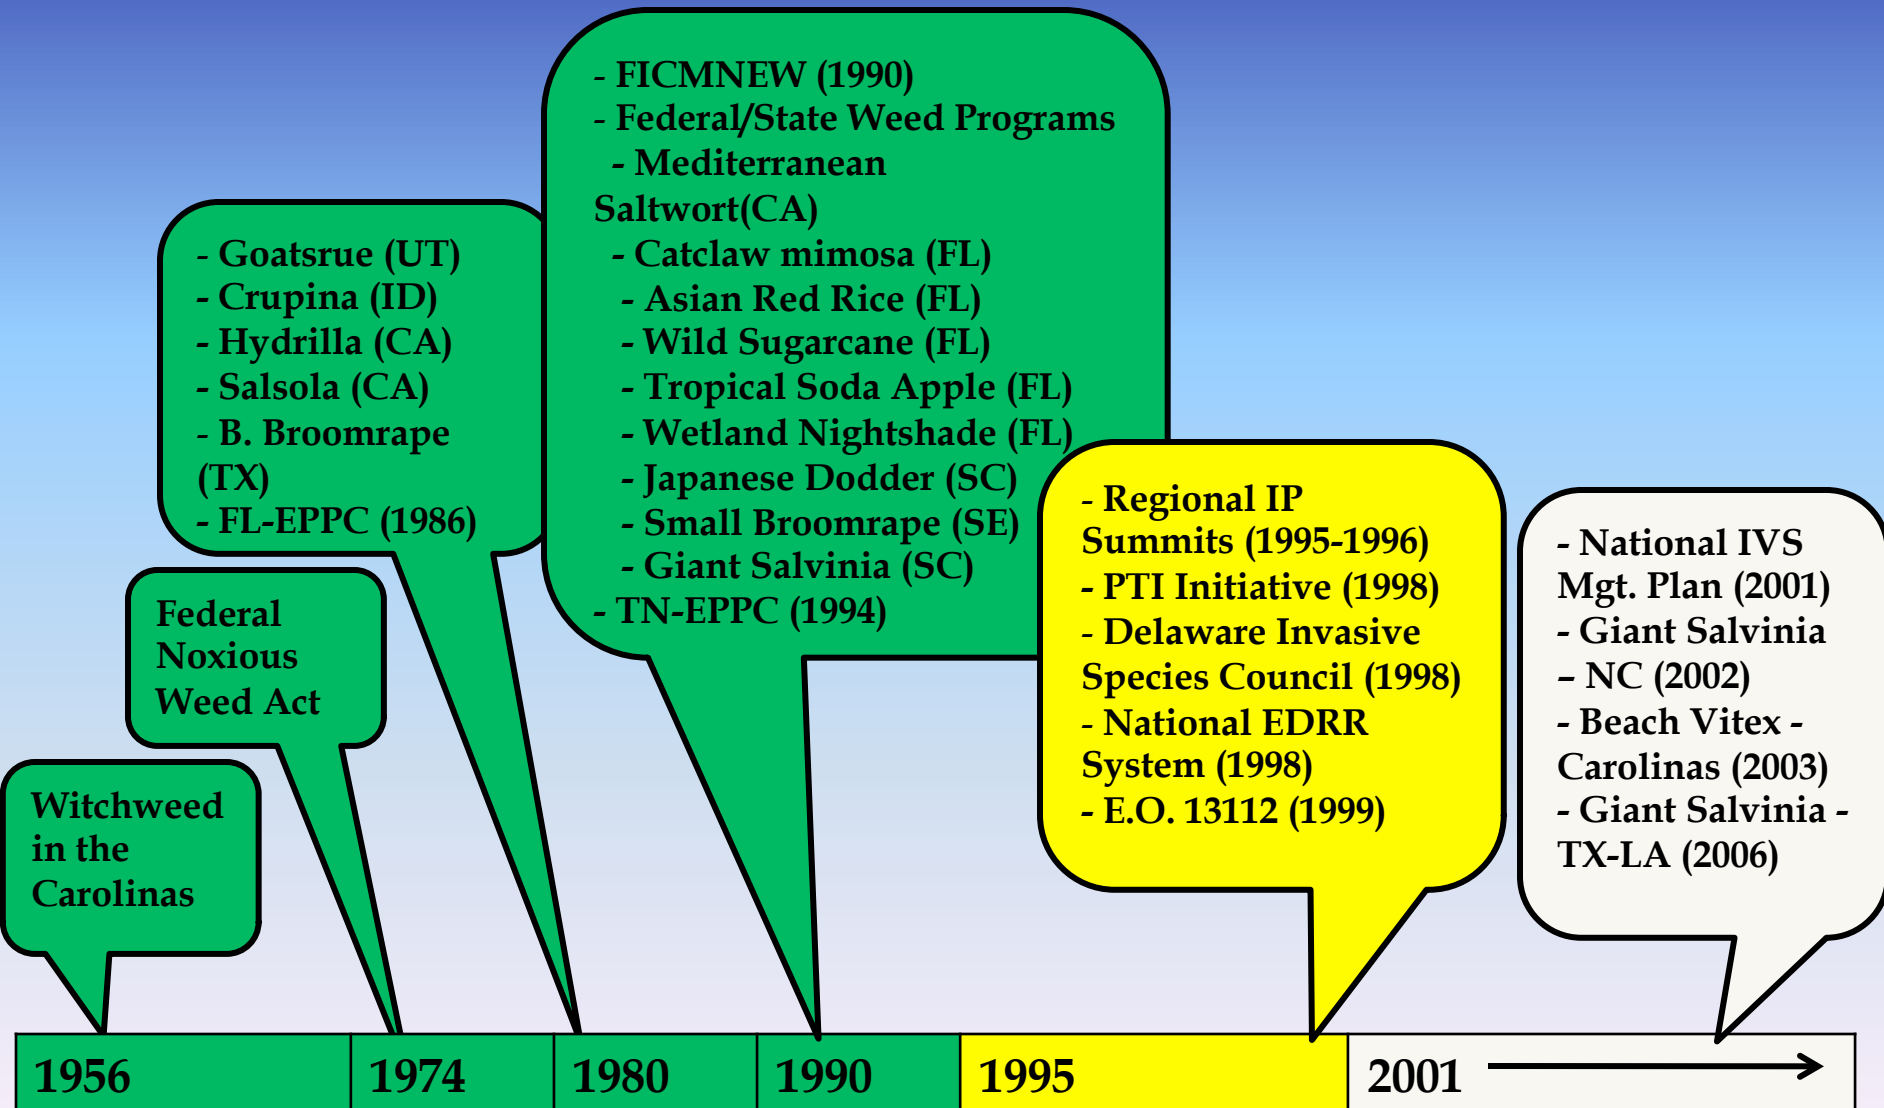 Witchweed
in the
Carolinas
Federal
Noxious
Weed Act
- Goatsrue (UT)
- Crupina (ID)
- Hydrilla (CA)
- Salsola (CA)
- B. Broomrape
(TX)
- FL-EPPC (1986)
- FICMNEW (1990)
- Federal/State Weed Programs
- Mediterranean
Saltwort(CA)
- Catclaw mimosa (FL)
- Asian Red Rice (FL)
- Wild Sugarcane (FL)
- Tropical Soda Apple (FL)
- Wetland Nightshade (FL)
- Japanese Dodder (SC)
- Small Broomrape (SE)
- Giant Salvinia (SC)
- TN-EPPC (1994)
- Regional IP
Summits (1995-1996)
- PTI Initiative (1998)
- Delaware Invasive
Species Council (1998)
- National EDRR
System (1998)
- E.O. 13112 (1999)
- National IVS
Mgt. Plan (2001)
- Giant Salvinia
– NC (2002)
- Beach Vitex -
Carolinas (2003)
- Giant Salvinia -
TX-LA (2006)
1956
1974
1980
1990
1995
2001